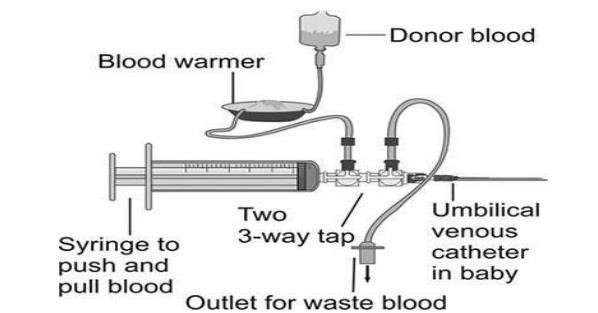 Donor blood
Blood warmer
Two
3-way tap
Umbilical
venous
catheter
in baby
Syringe to
push and
pull blood
Outlet for waste blood